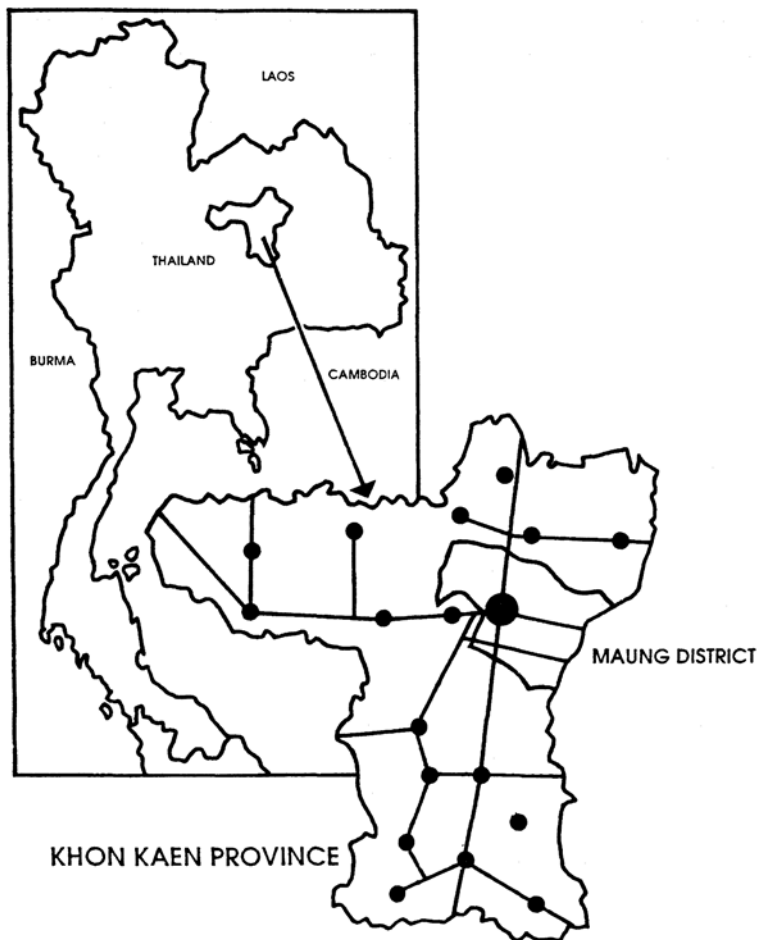 LAOS
THAILAND
BURMA
CAMBODIA
MAUNG DISTRICT
KHON KAEN PROVINCE